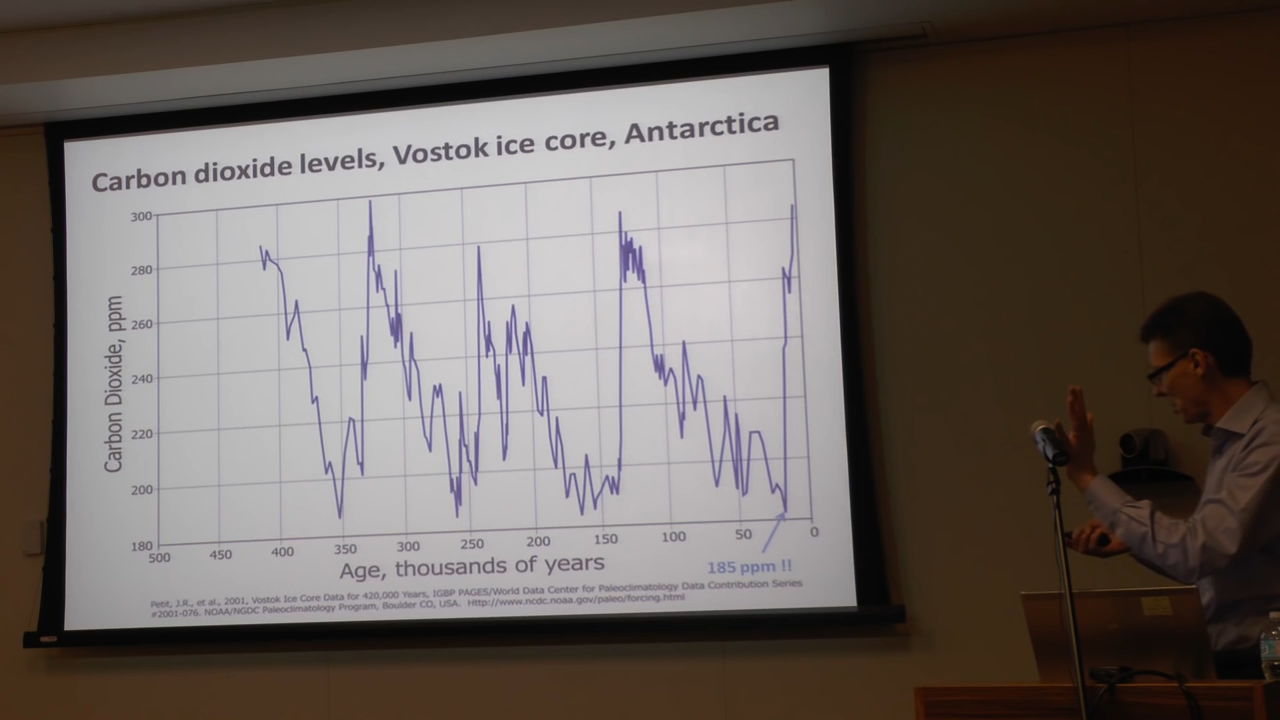 Carbon dioxide levels, Vostok ice core, Antarctica
300
280
260
240
220
200
180
Carbon Dioxide, ppm
500 450 400 350 300 250 200 150 100 50 0
Age, thousands of years
185 ppm !!
Petit, J.R., et al., 2001, Vostok Ice Core Data for 420,000 Years, IGBP PAGES/World Data Center for Paleoclimatology Data Contribution Series
#2001-076. NOAA/NGDC Paleoclimatology Program, Boulder CO, USA. Http://www.ncdc.noaa.gov/paleo/forcing.html